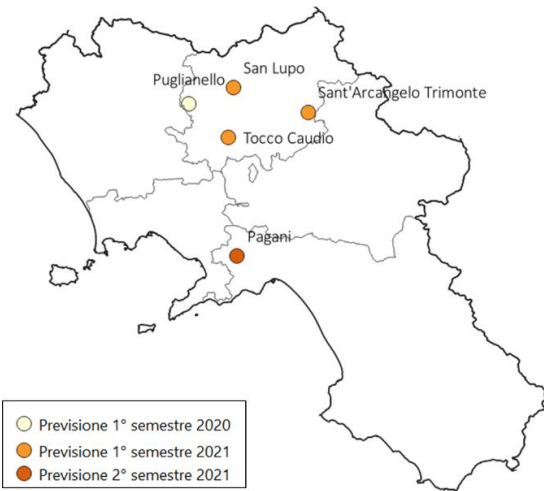 San Lupo
Puglianello
Sant'Arcangelo Trimonte
Tocco Caudio
Pagani
Previsione 1° semestre 2020
Previsione 1° semestre 2021
Previsione 2° semestre 2021